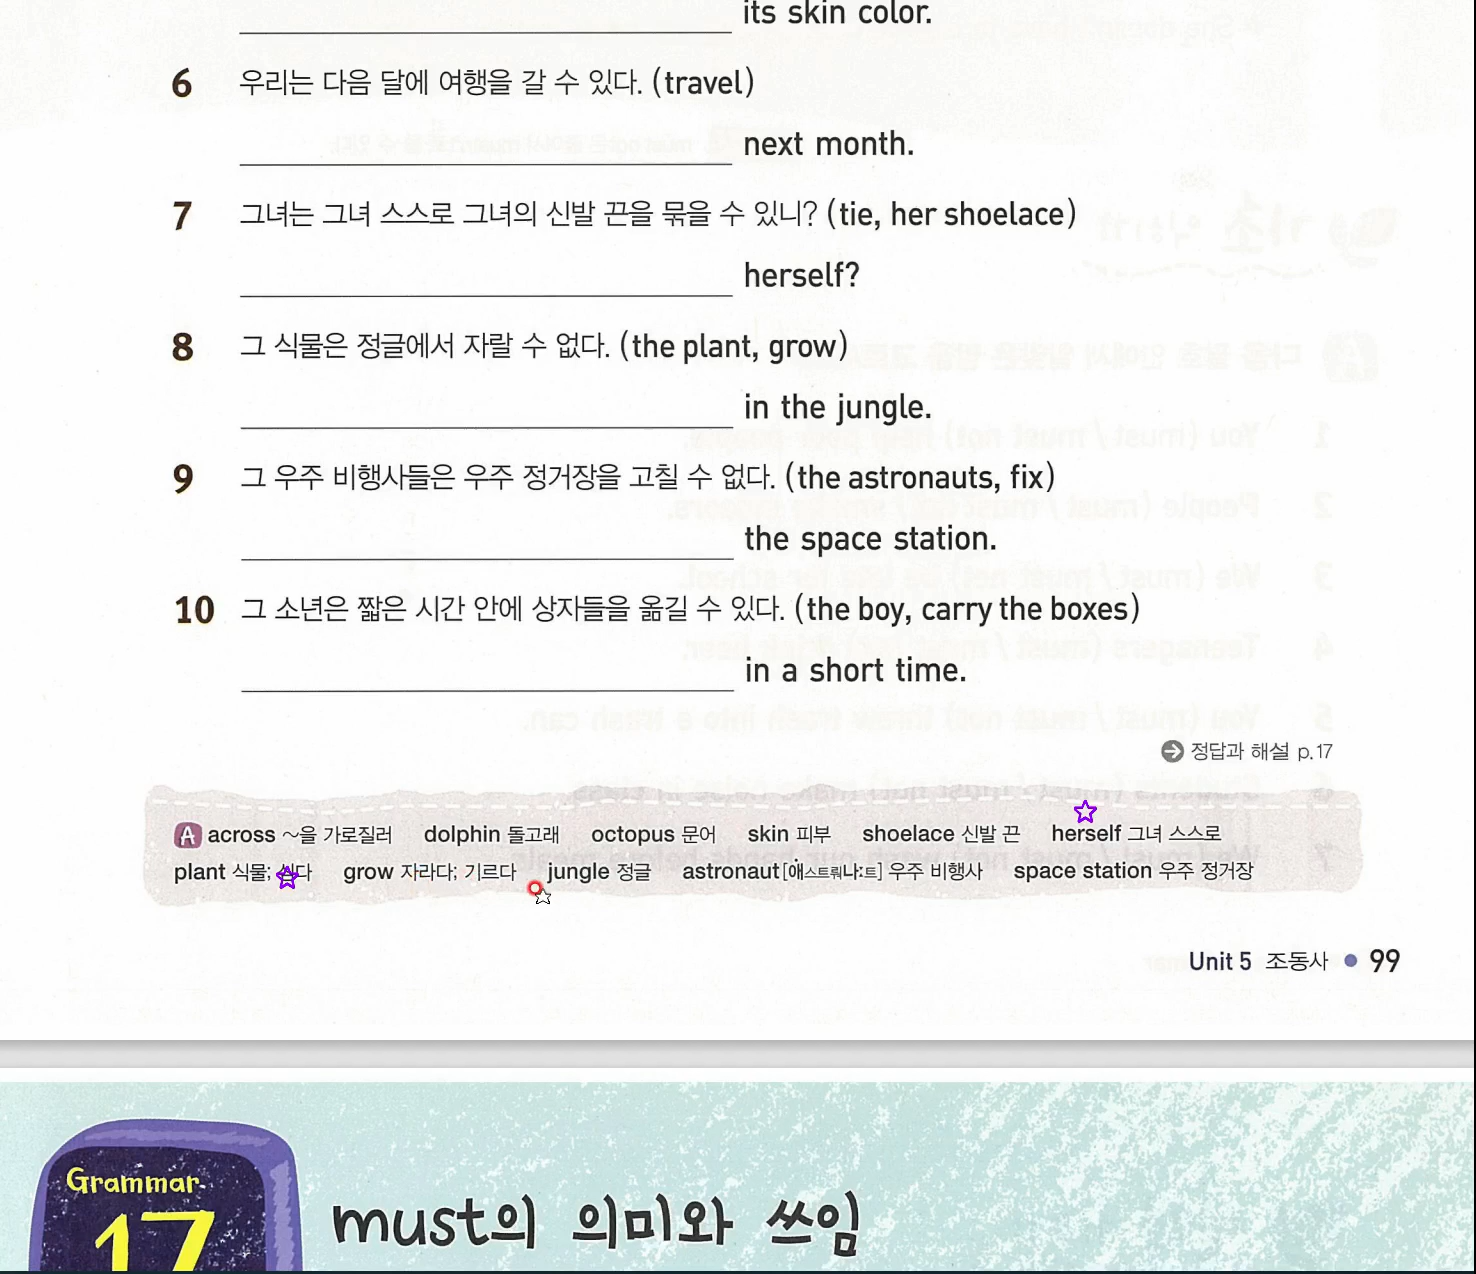 its skin color.
6 우리는 다음 달에 여행을 갈 수 있다. (travel)
next month.
7 그녀는 그녀 스스로 그녀의 신발 끈을 묶을 수 있니? (tie, her shoelace)
herself?
8 그 식물은 정글에서 자랄 수 없다. (the plant, grow)
in the jungle.
9 그 우주 비행사들은 우주 정거장을 고칠 수 없다. (the astronauts, fix)
the space station.
10 그 소년은 짧은 시간 안에 상자들을 옮길 수 있다. (the boy, carry the boxes)
in a short time.
정답과 해설 p.17
A across ~을 가로질러 dolphin 돌고래 octopus 문어 skin 피부 shoelace 신발 끈 herself 그녀 스스로
plant 식물; grow 자라다; 기르다 jungle 정글 astronaut [애스트뤄나:트] 우주 비행사 space station 우주 정거장
Unit 5 조동사 • 99
Grammar
17
must의 의미와 쓰임